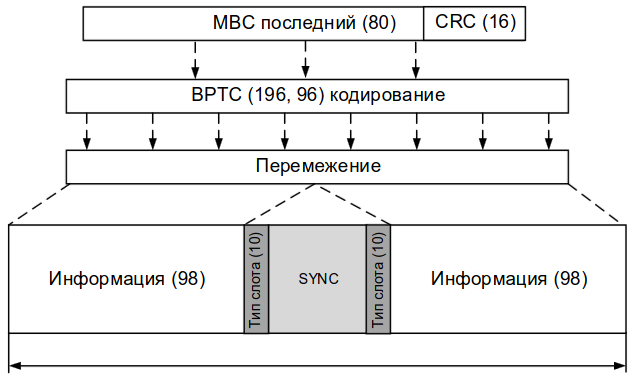 МВС последний (80)
CRC (16)
ВРТС (196, 96) кодирование
Перемежение
Информация (98)
Тип слота (10)
SYNC
Тип слота (10)
Информация (98)